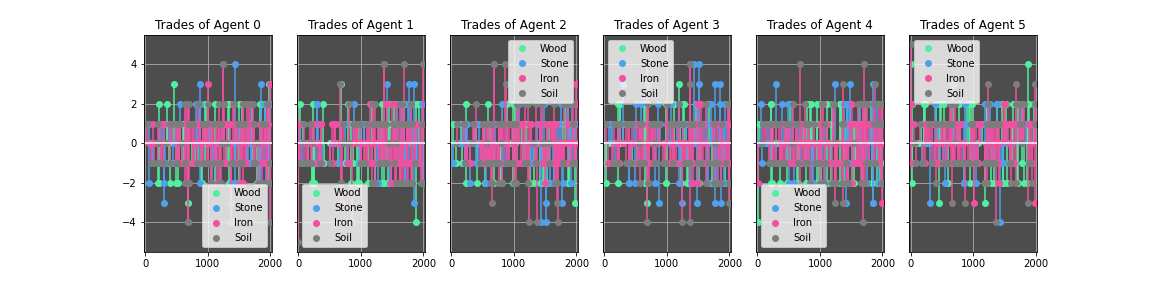 Trades of Agent 0
Trades of Agent 1
Trades of Agent 2
Trades of Agent 3
Trades of Agent 4
Trades of Agent 5
4
2
0
−2
−4
Wood
Stone
Iron
Soil
Wood
Stone
Iron
Soil
Wood
Stone
Iron
Soil
Wood
Stone
Iron
Soil
Wood
Stone
Iron
Soil
Wood
Stone
Iron
Soil
0 1000 2000
0 1000 2000
0 1000 2000
0 1000 2000
0 1000 2000
0 1000 2000